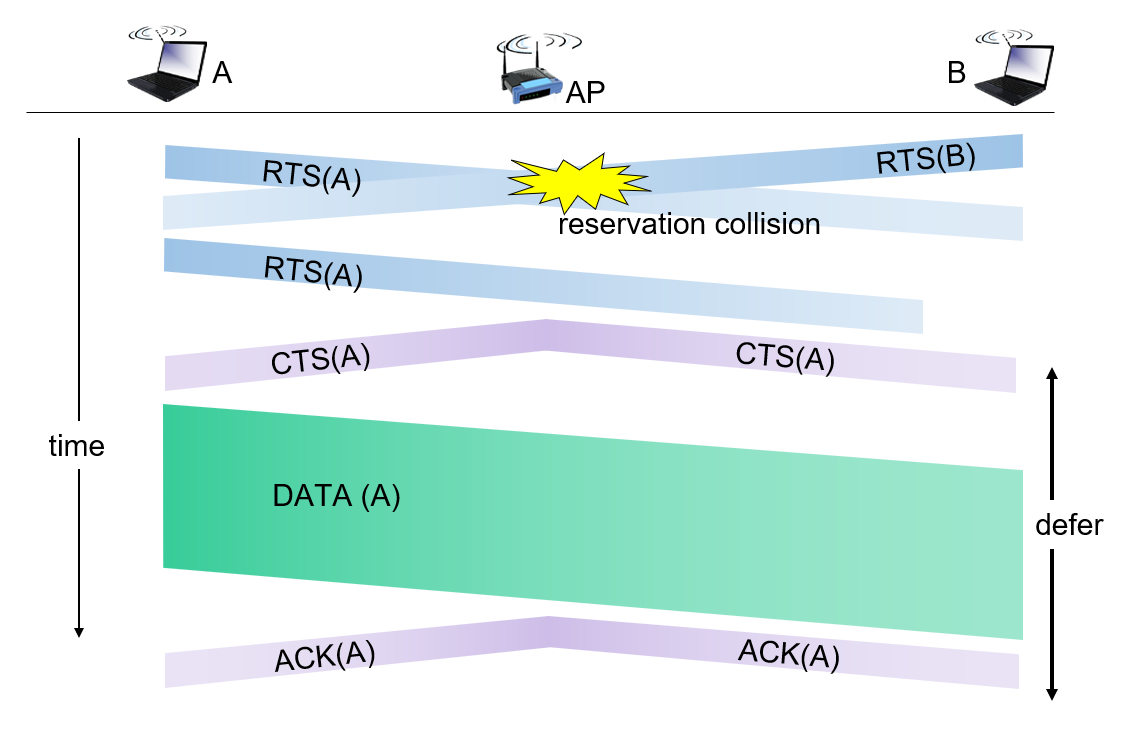 A
AP
B
RTS(A)
RTS(B)
reservation collision
RTS(A)
CTS(A)
CTS(A)
time
DATA (A)
defer
ACK(A)
ACK(A)